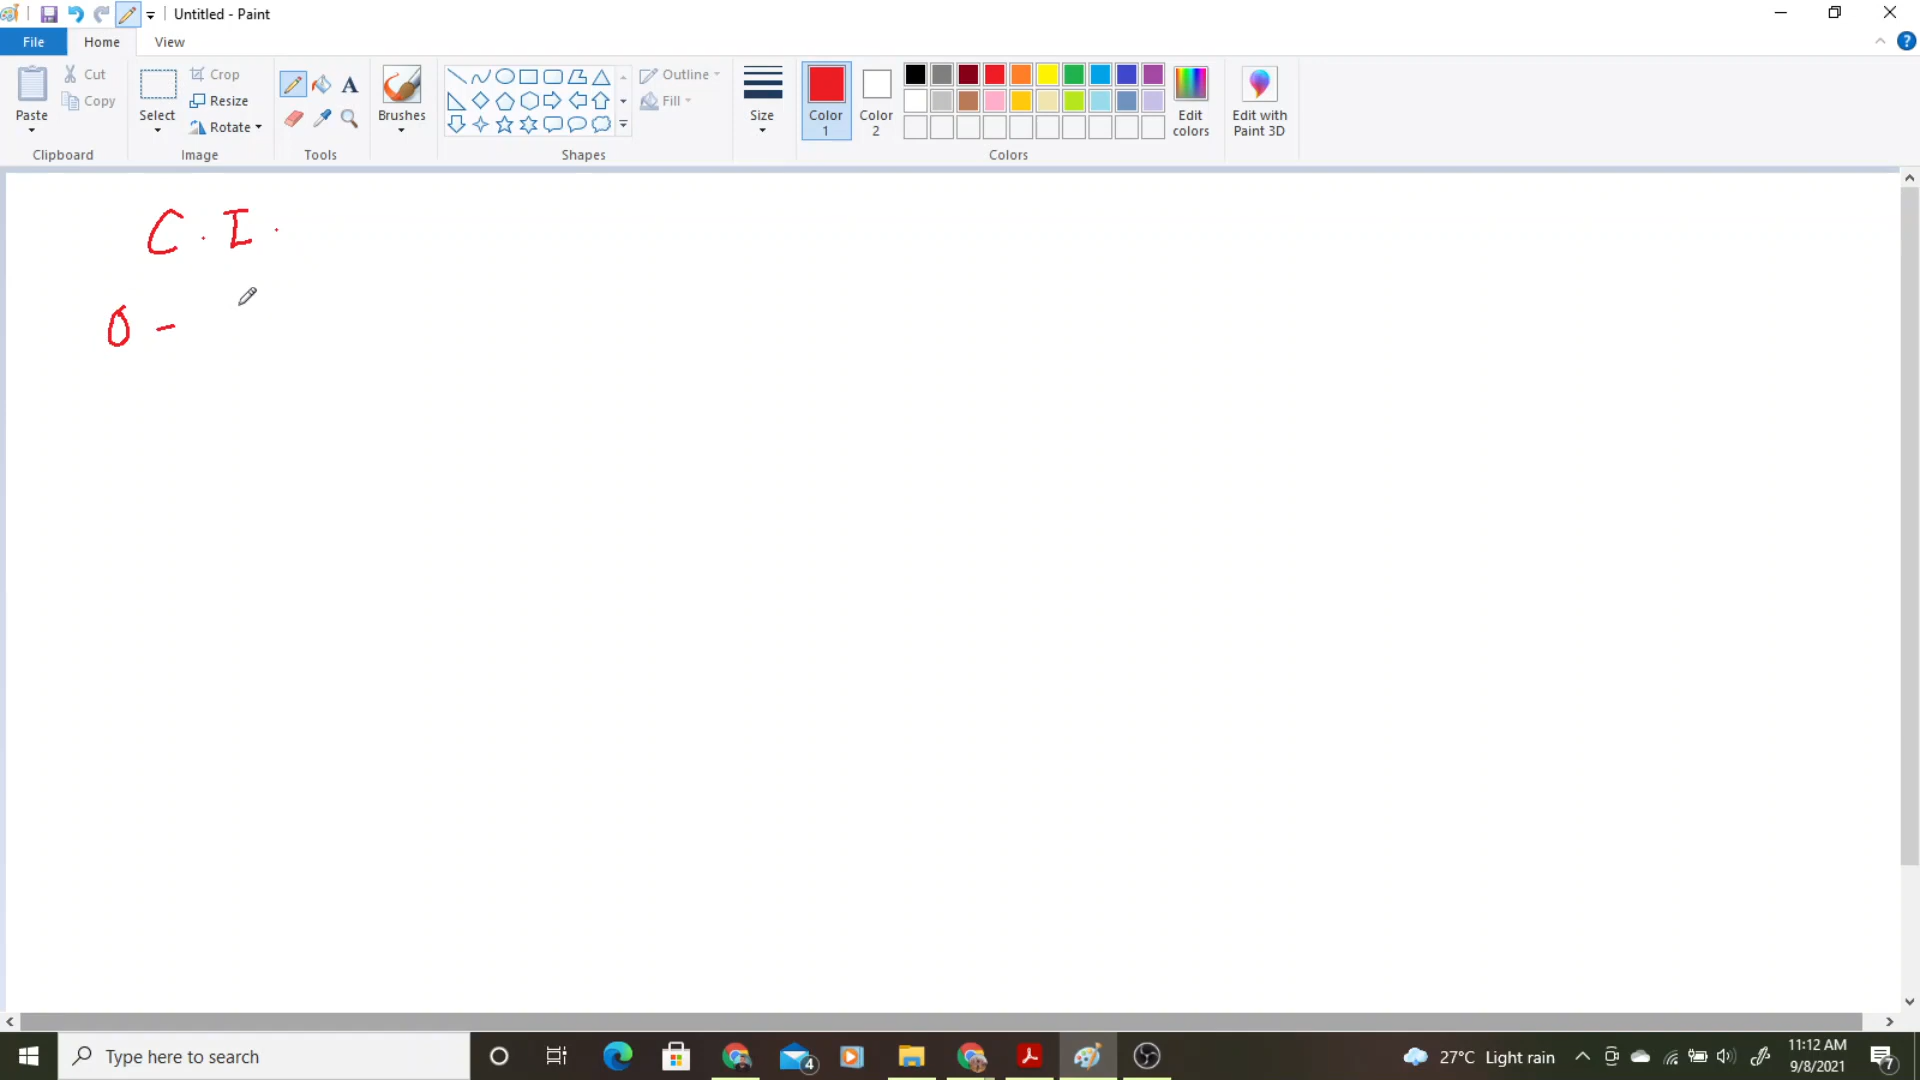 Untitled - Paint
File Home View
Paste Cut Copy Clipboard
Select Crop Resize Rotate Image
Tools
Brushes
Outline Fill Shapes
Size
Color 1 Color 2 Colors
Edit colors
Edit with Paint 3D
C. I.
0 -
Type here to search
4
27°C Light rain
11:12 AM
9/8/2021
7